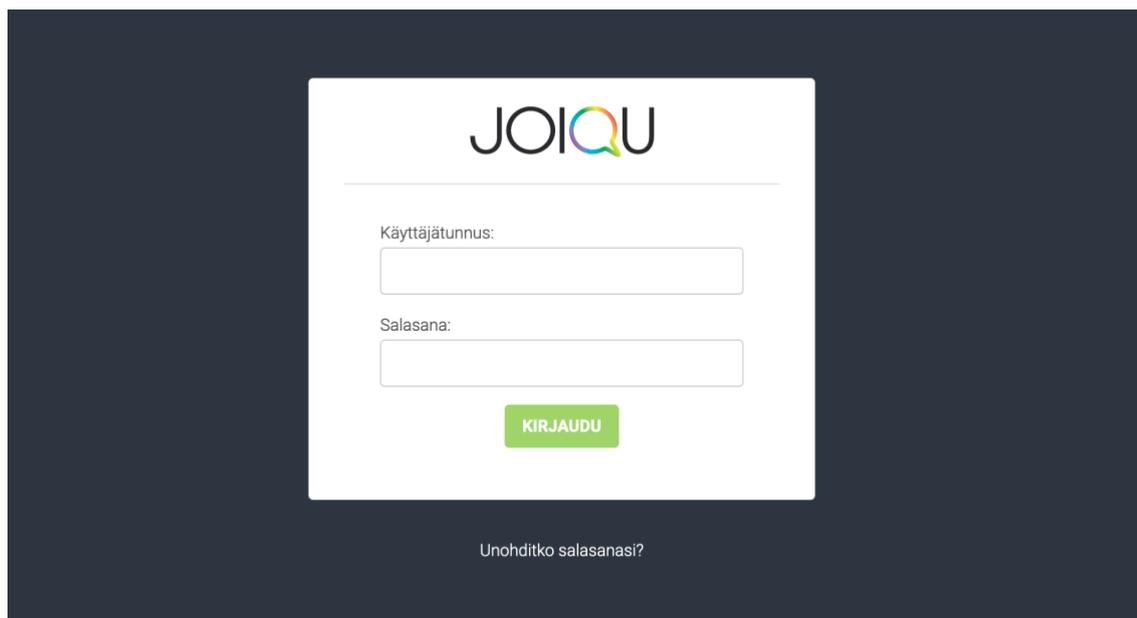 JOIQU
Käyttäjätunnus:
Salasana:
KIRJAUDU
Unohditko salasanasi?